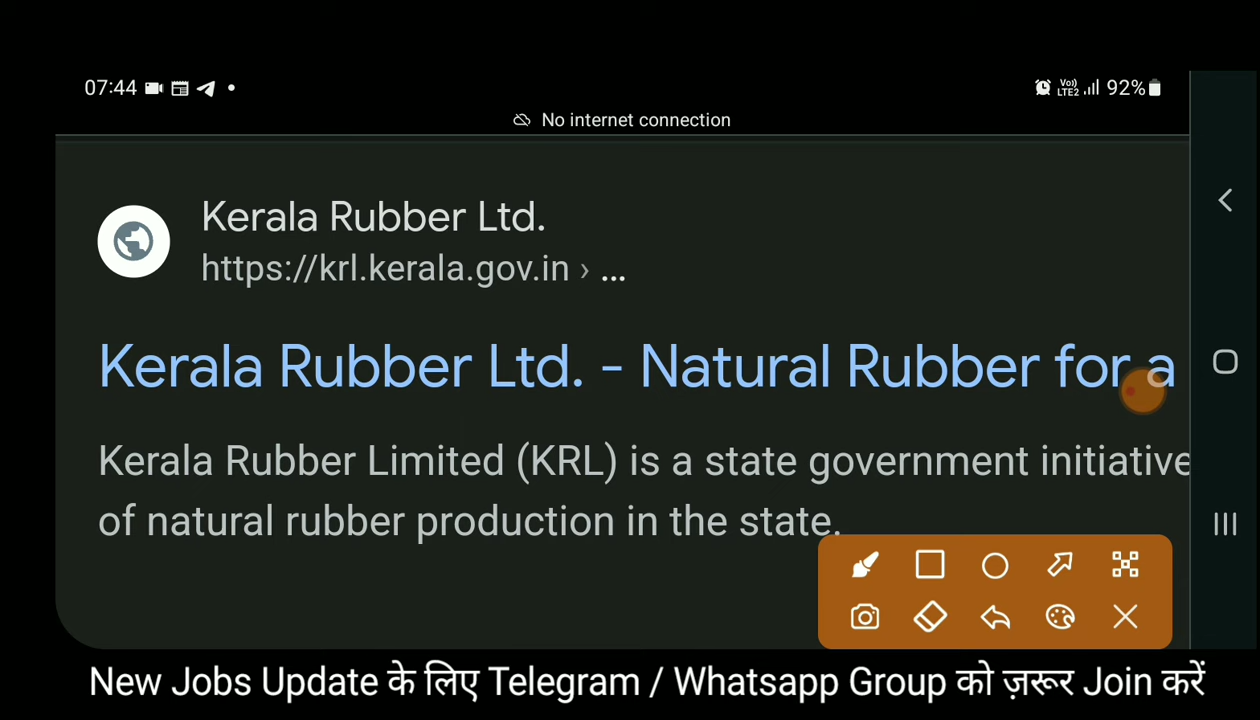 07:44 VoLTE2 92%
No internet connection
Kerala Rubber Ltd.
https://krl.kerala.gov.in › ...
Kerala Rubber Ltd. - Natural Rubber for a
Kerala Rubber Limited (KRL) is a state government initiative
of natural rubber production in the state.
New Jobs Update के लिए Telegram / Whatsapp Group को ज़रूर Join करें